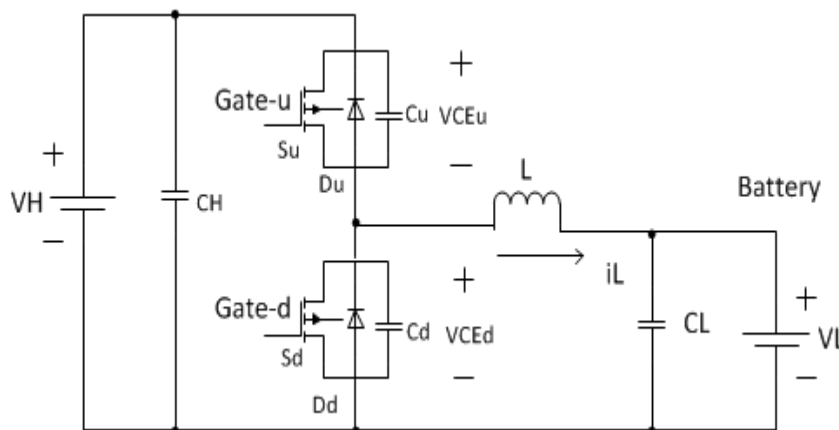 +
Gate-u
Cu
VCEu
Su
−
L
Du
Battery
+
VH
−
CH
iL
+
Gate-d
Cd
VCEd
Sd
−
Dd
CL
+
VL
−